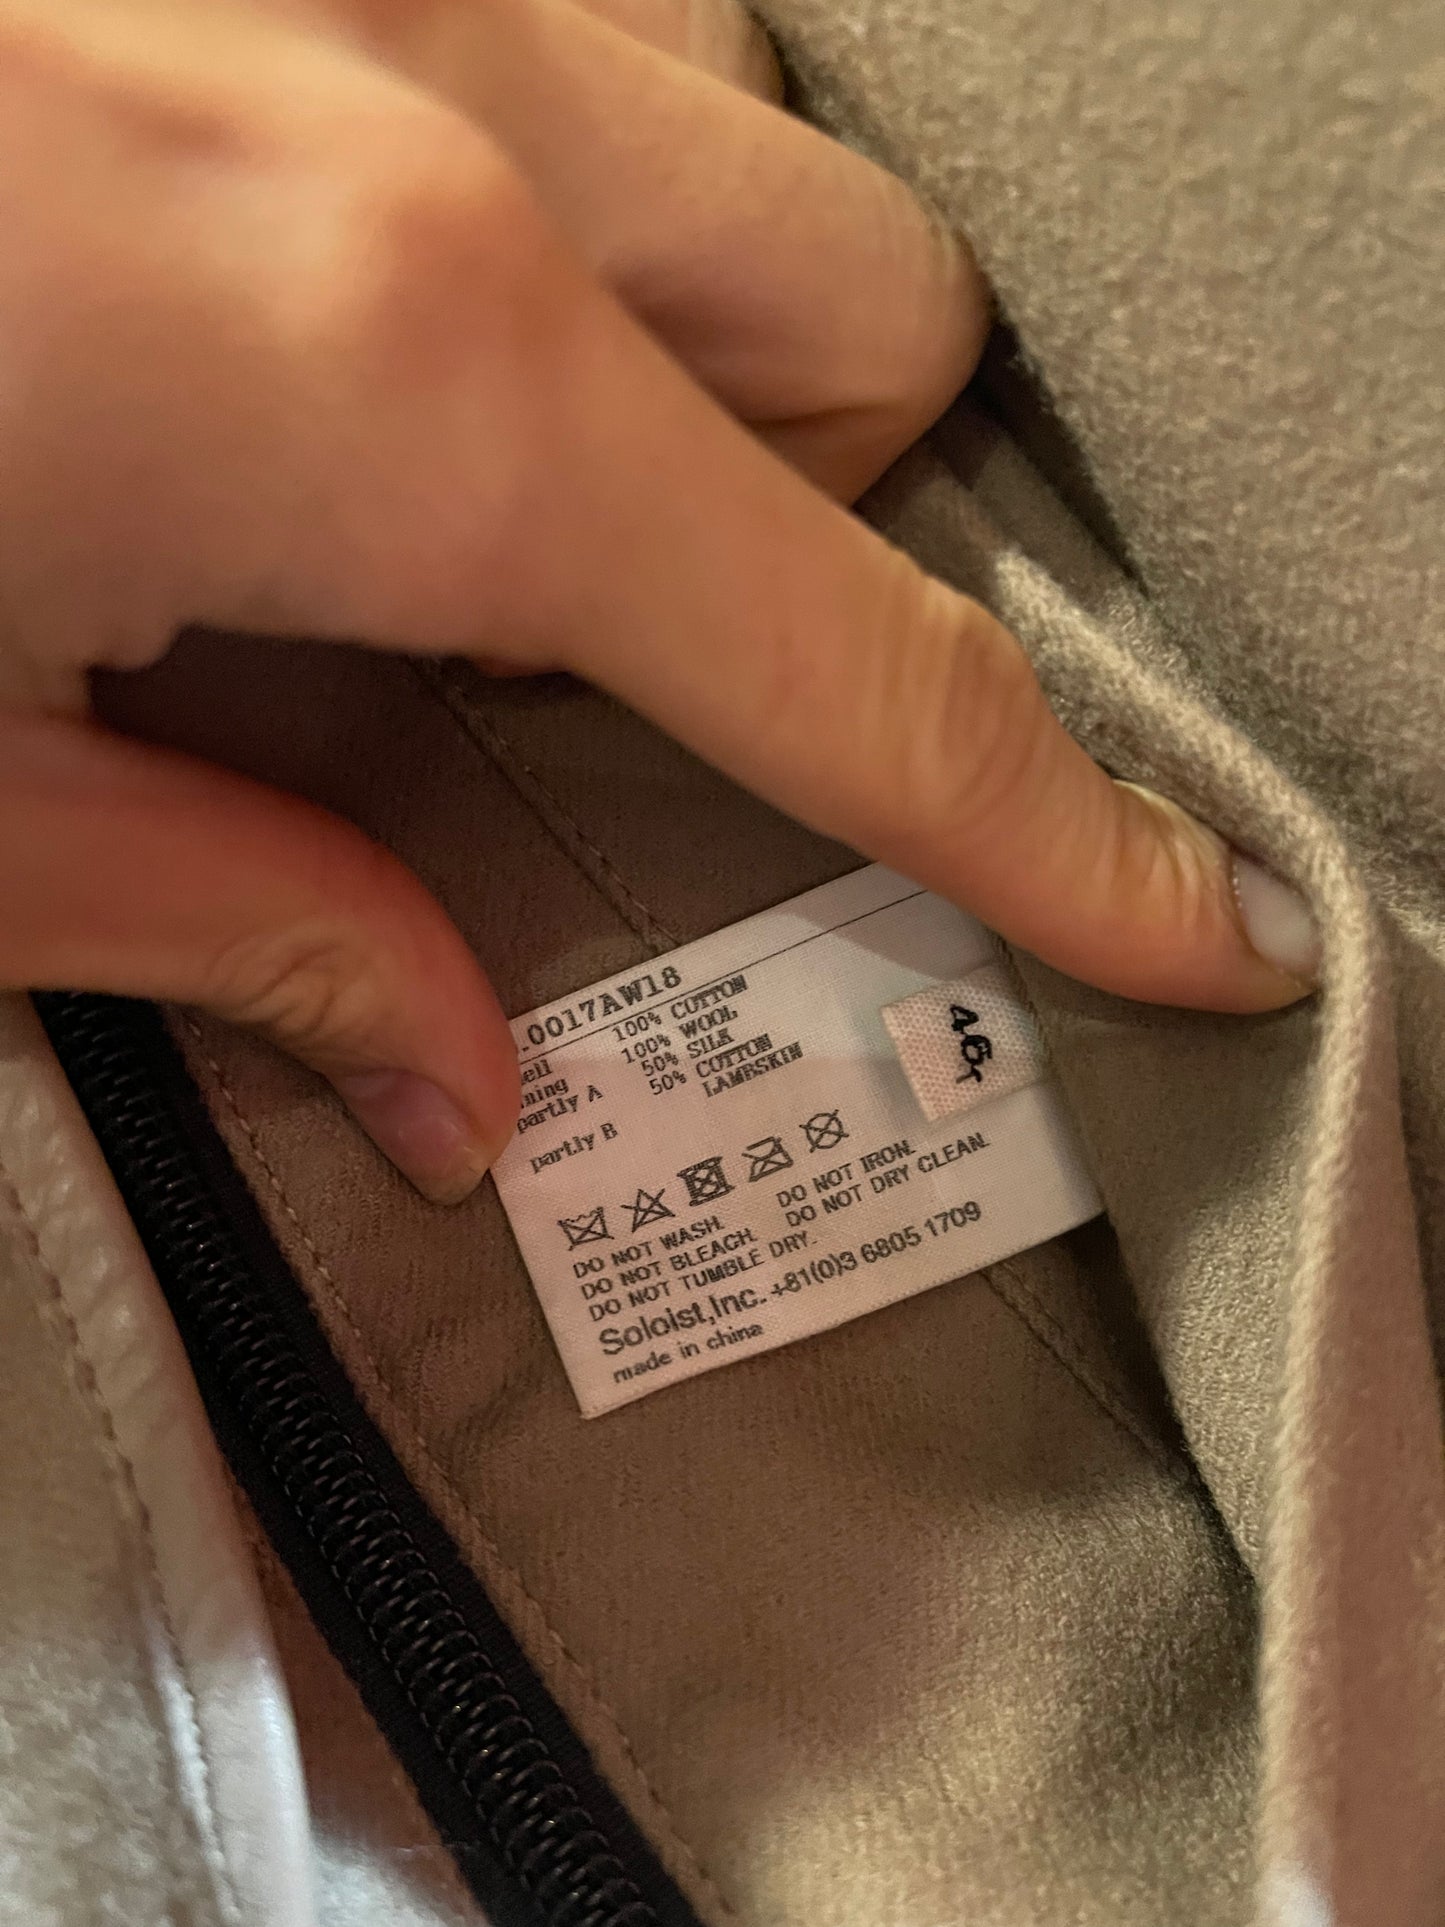 .0017AW18
ell 100% COTTON
ning 100% WOOL
partly A 50% SILK
50% COTTON
partly B LAMBSKIN
46
DO NOT WASH. DO NOT IRON.
DO NOT BLEACH. DO NOT DRY CLEAN.
DO NOT TUMBLE DRY.
Soloist,Inc. +81(0)3 6805 1709
made in china